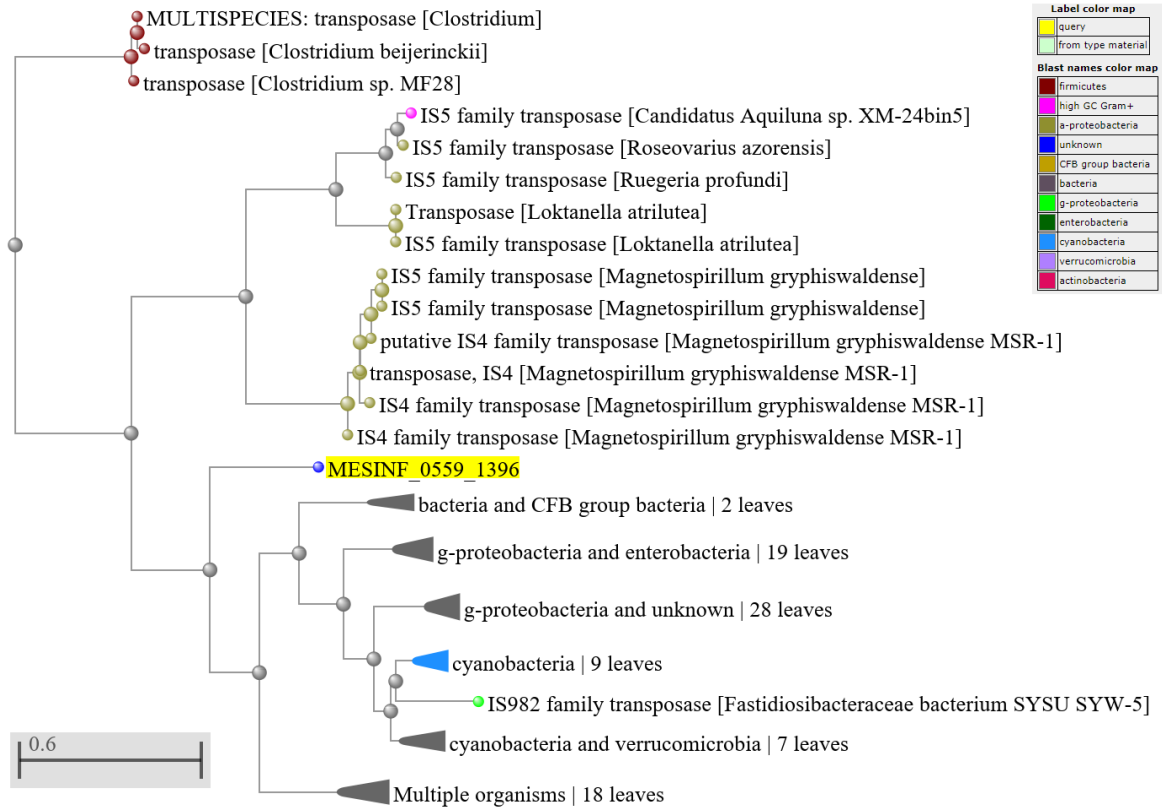 MULTISPECIES: transposase [Clostridium]
transposase [Clostridium beijerinckii]
transposase [Clostridium sp. MF28]
IS5 family transposase [Candidatus Aquiluna sp. XM-24bin5]
IS5 family transposase [Roseovarius azorensis]
IS5 family transposase [Ruegeria profundi]
Transposase [Loktanella atrilutea]
IS5 family transposase [Loktanella atrilutea]
IS5 family transposase [Magnetospirillum gryphiswaldense]
IS5 family transposase [Magnetospirillum gryphiswaldense]
putative IS4 family transposase [Magnetospirillum gryphiswaldense MSR-1]
transposase, IS4 [Magnetospirillum gryphiswaldense MSR-1]
IS4 family transposase [Magnetospirillum gryphiswaldense MSR-1]
IS4 family transposase [Magnetospirillum gryphiswaldense MSR-1]
MESINF_0559_1396
bacteria and CFB group bacteria | 2 leaves
g-proteobacteria and enterobacteria | 19 leaves
g-proteobacteria and unknown | 28 leaves
cyanobacteria | 9 leaves
IS982 family transposase [Fastidiosibacteraceae bacterium SYSU SYW-5]
cyanobacteria and verrucomicrobia | 7 leaves
Multiple organisms | 18 leaves
0.6
Label color map
query
from type material
Blast names color map
firmicutes
high GC Gram+
a-proteobacteria
unknown
CFB group bacteria
bacteria
g-proteobacteria
enterobacteria
cyanobacteria
verrucomicrobia
actinobacteria